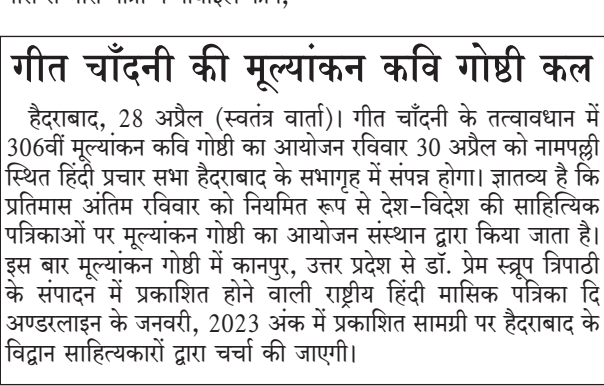 गीत चाँदनी की मूल्यांकन कवि गोष्ठी कल
हैदराबाद, 28 अप्रैल (स्वतंत्र वार्ता)। गीत चाँदनी के तत्वावधान में
306वीं मूल्यांकन कवि गोष्ठी का आयोजन रविवार 30 अप्रैल को नामपल्ली
स्थित हिंदी प्रचार सभा हैदराबाद के सभागृह में संपन्न होगा। ज्ञातव्य है कि
प्रतिमास अंतिम रविवार को नियमित रूप से देश-विदेश की साहित्यिक
पत्रिकाओं पर मूल्यांकन गोष्ठी का आयोजन संस्थान द्वारा किया जाता है।
इस बार मूल्यांकन गोष्ठी में कानपुर, उत्तर प्रदेश से डॉ. प्रेम स्व्रूप त्रिपाठी
के संपादन में प्रकाशित होने वाली राष्ट्रीय हिंदी मासिक पत्रिका दि
अण्डरलाइन के जनवरी, 2023 अंक में प्रकाशित सामग्री पर हैदराबाद के
विद्वान साहित्यकारों द्वारा चर्चा की जाएगी।